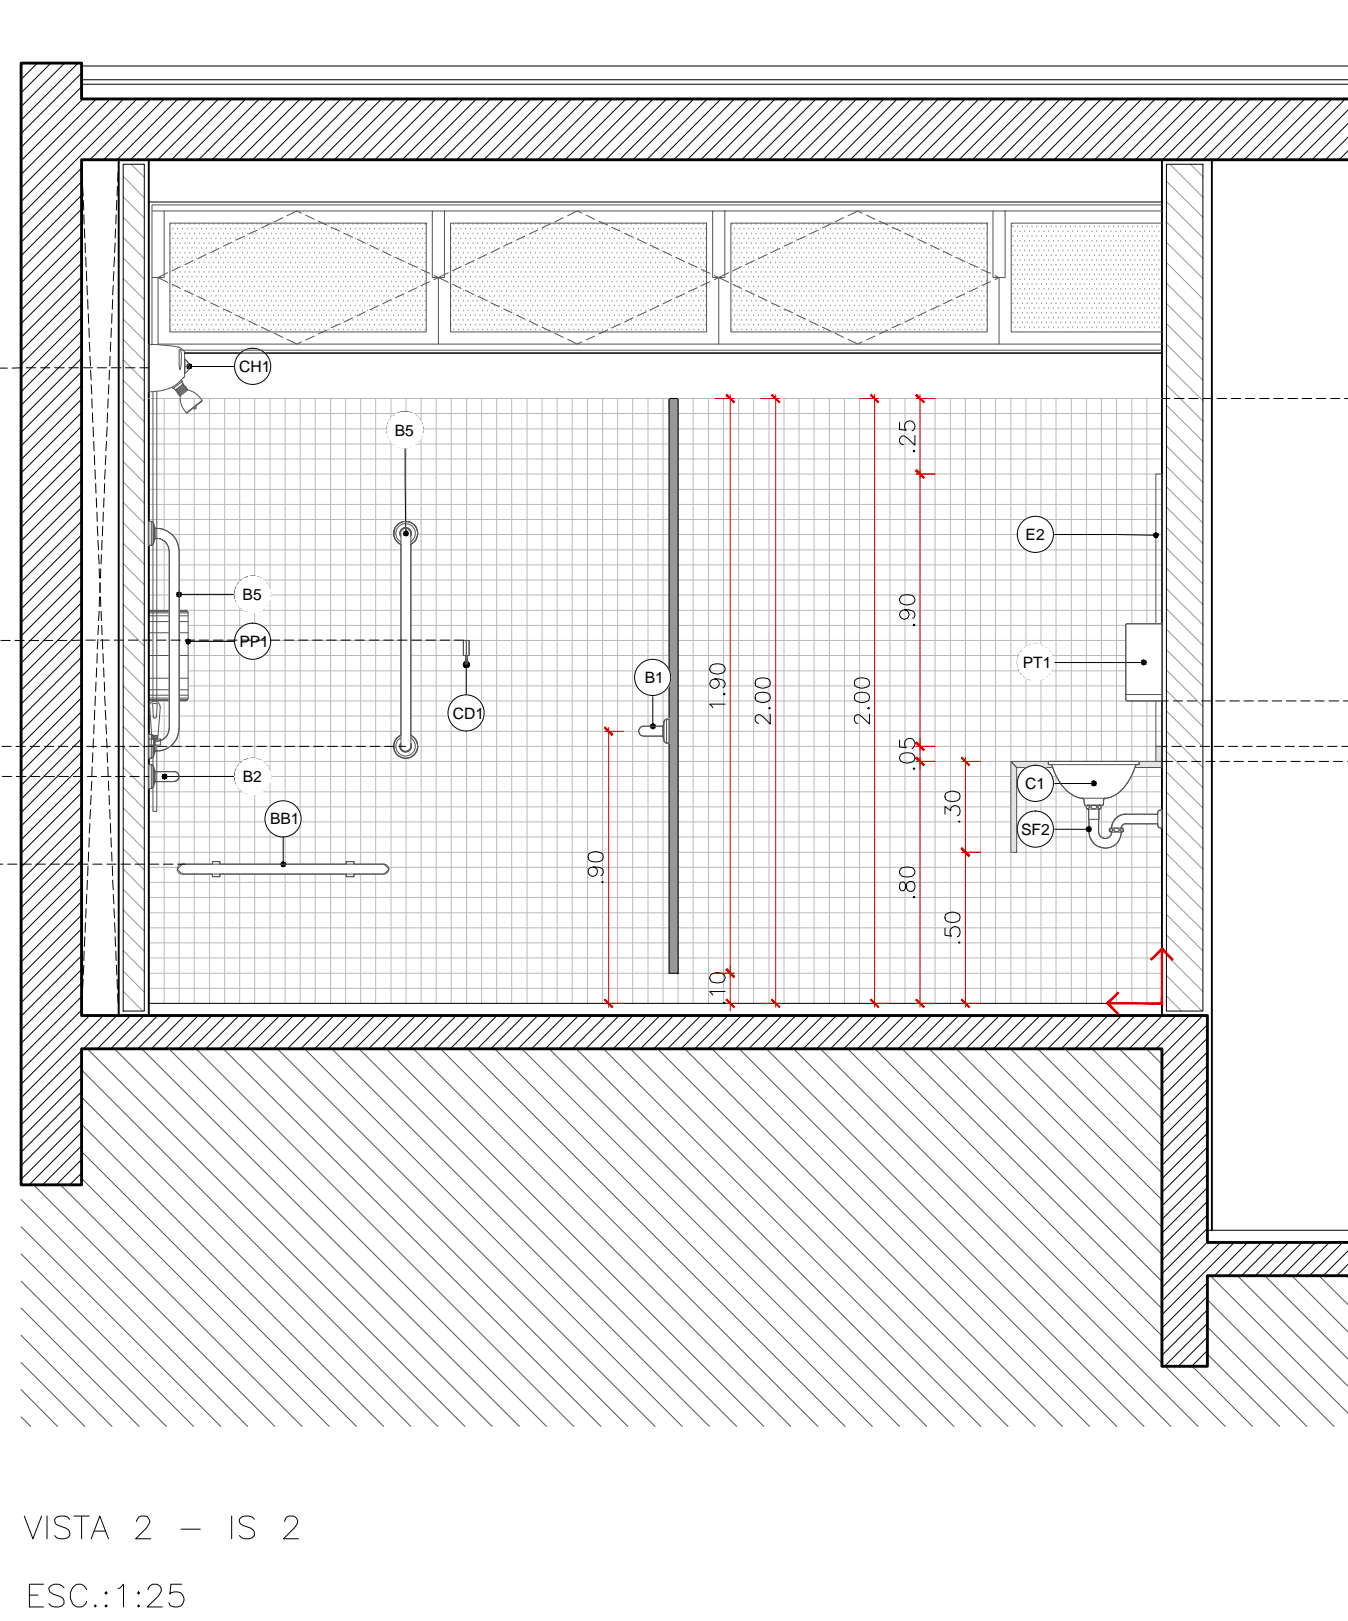 CH1
B5
.25
E2
B5
.90
PP1
PT1
B1
1.90
2.00
2.00
CD1
.05
B2
C1
.30
BB1
SF2
.90
.80
.50
.10
VISTA 2 - IS 2
ESC.:1:25